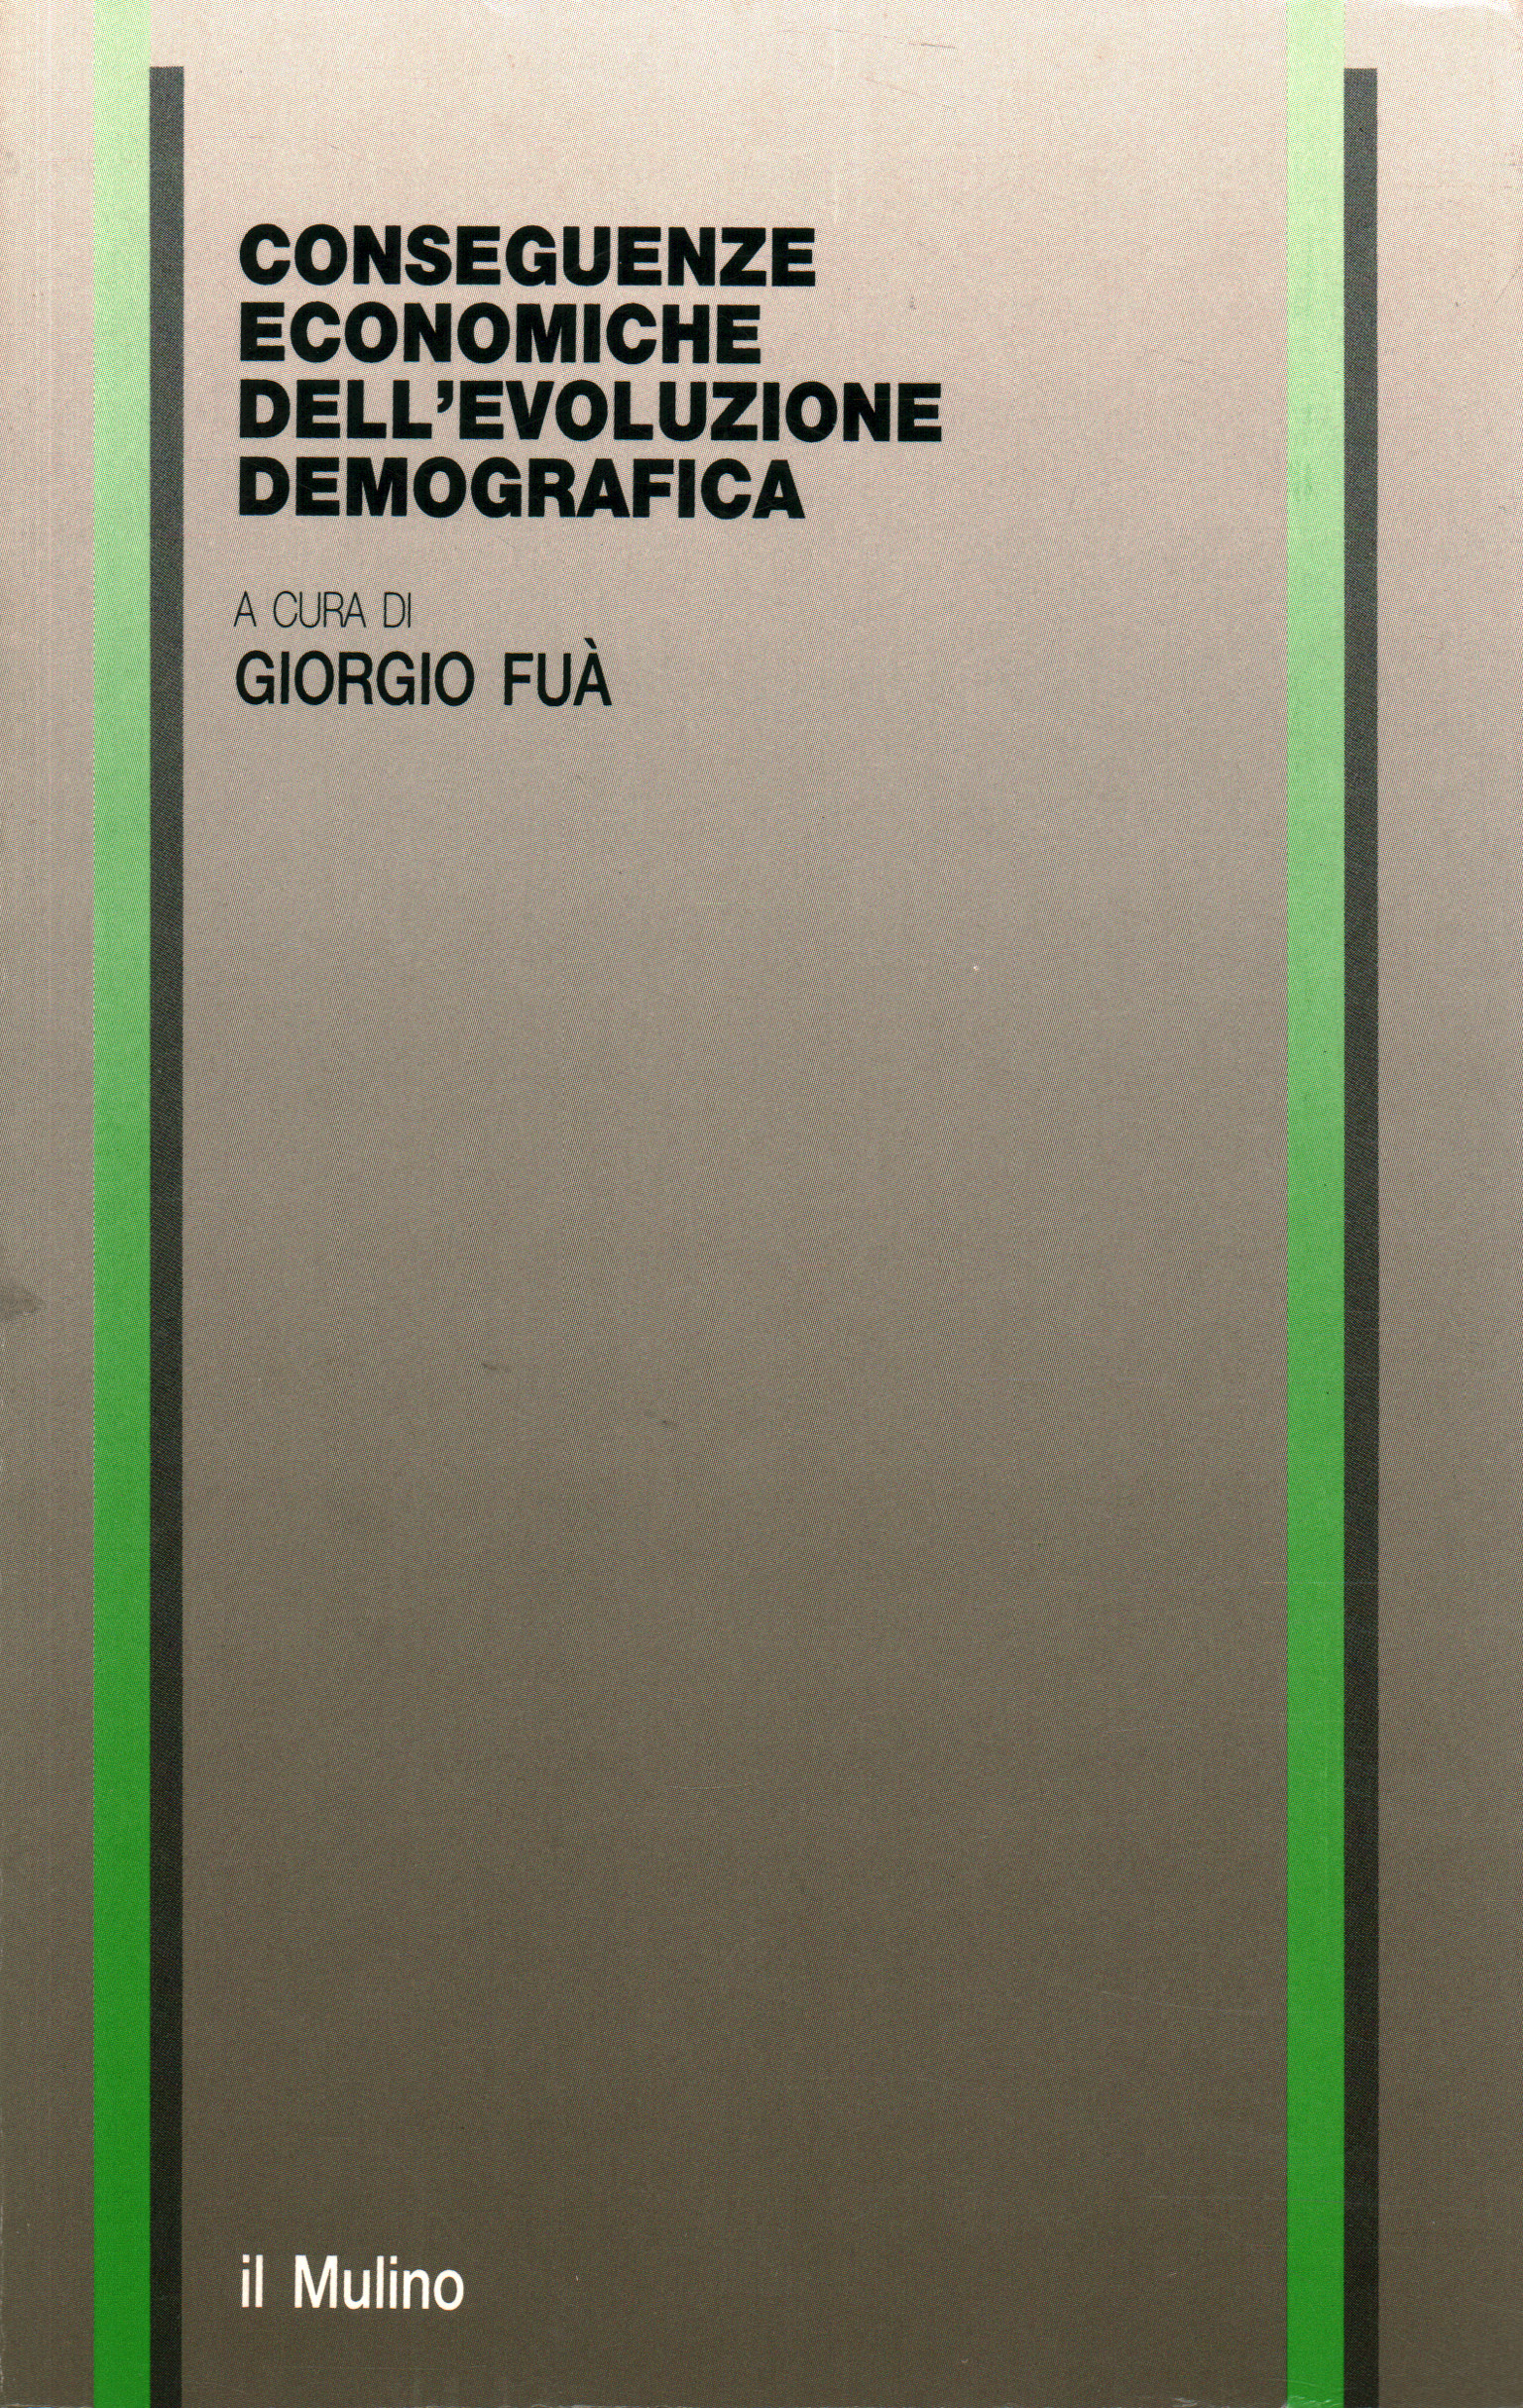 CONSEGUENZE
ECONOMICHE
DELL'EVOLUZIONE
DEMOGRAFICA
A CURA DI
GIORGIO FUÀ
il Mulino